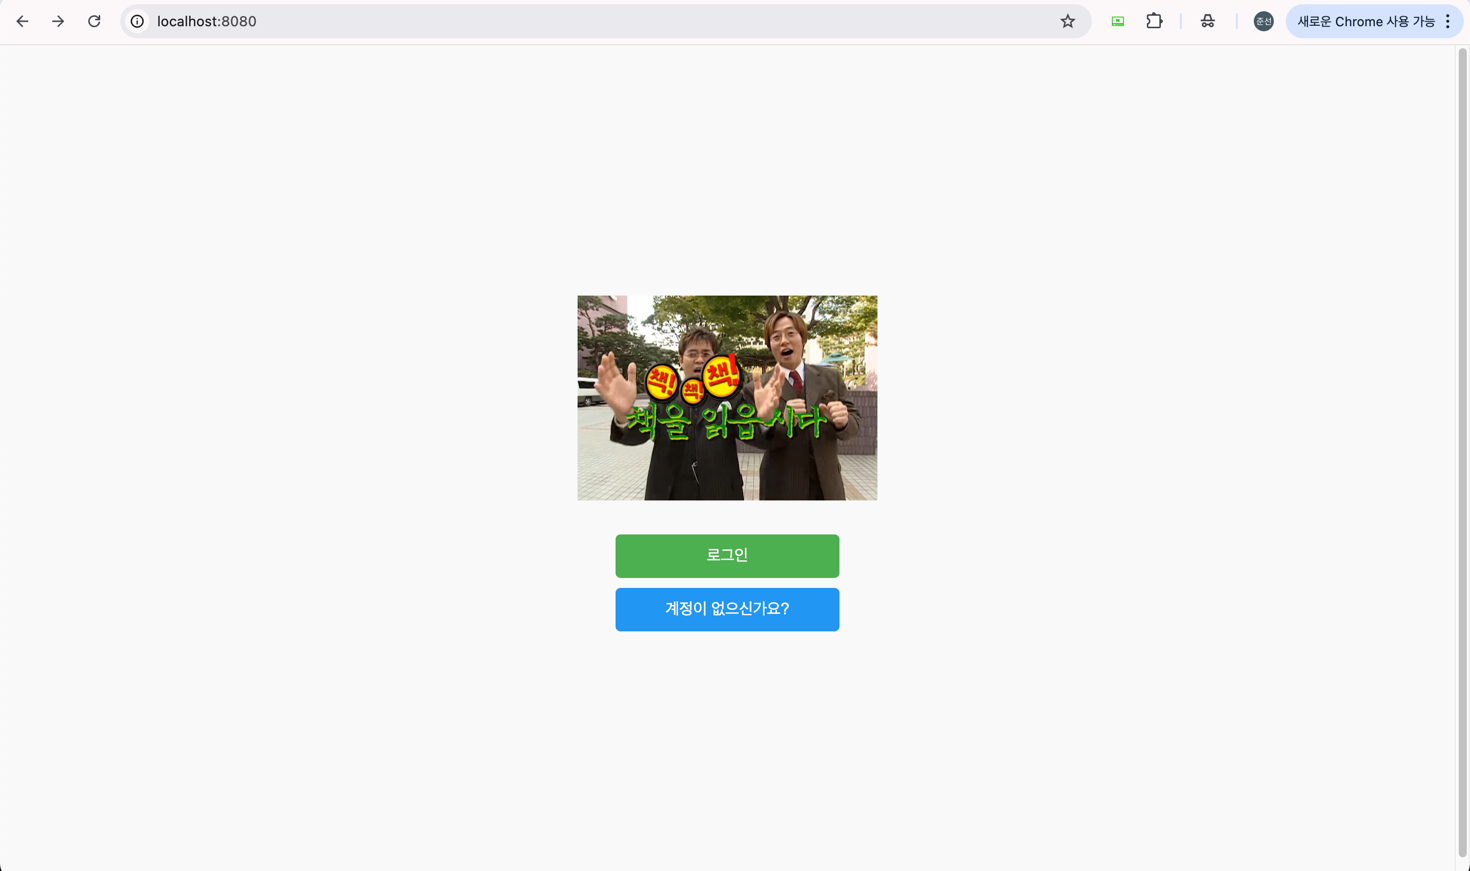 localhost:8080
준선
새로운 Chrome 사용 가능
책! 책! 책!
책을 읽읍시다
로그인
계정이 없으신가요?